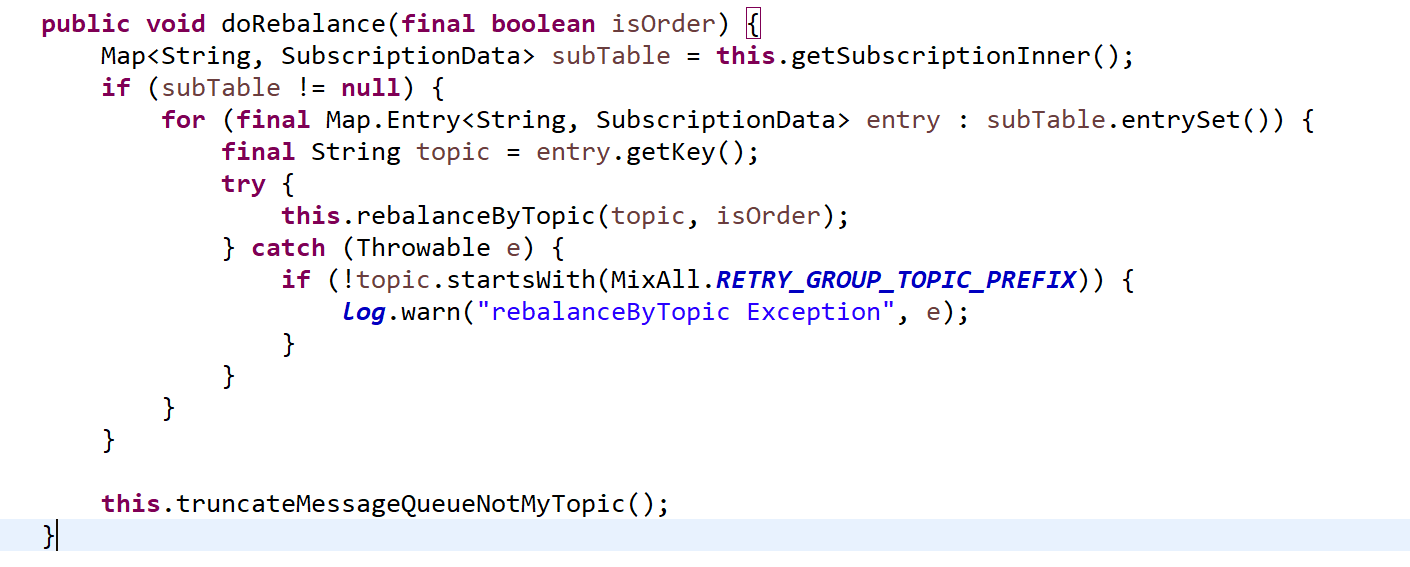 public void doRebalance(final boolean isOrder) {
    Map<String, SubscriptionData> subTable = this.getSubscriptionInner();
    if (subTable != null) {
        for (final Map.Entry<String, SubscriptionData> entry : subTable.entrySet()) {
            final String topic = entry.getKey();
            try {
                this.rebalanceByTopic(topic, isOrder);
            } catch (Throwable e) {
                if (!topic.startsWith(MixAll.RETRY_GROUP_TOPIC_PREFIX)) {
                    log.warn("rebalanceByTopic Exception", e);
                }
            }
        }
    }

    this.truncateMessageQueueNotMyTopic();
}